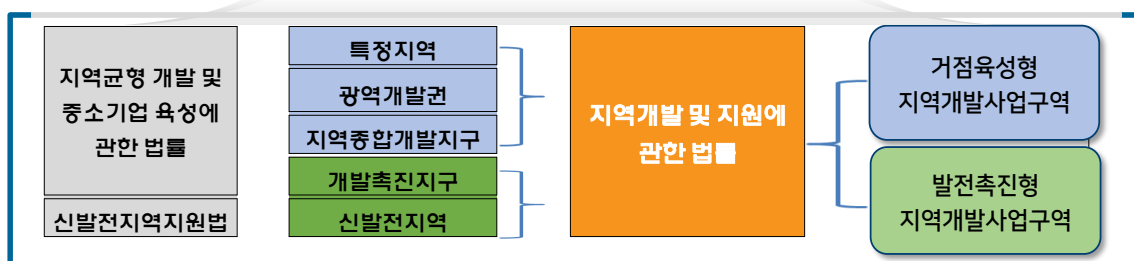 지역균형 개발 및
중소기업 육성에
관한 법률
신발전지역지원법
특정지역
광역개발권
지역종합개발지구
개발촉진지구
신발전지역
지역개발 및 지원에
관한 법률
거점육성형
지역개발사업구역
발전촉진형
지역개발사업구역